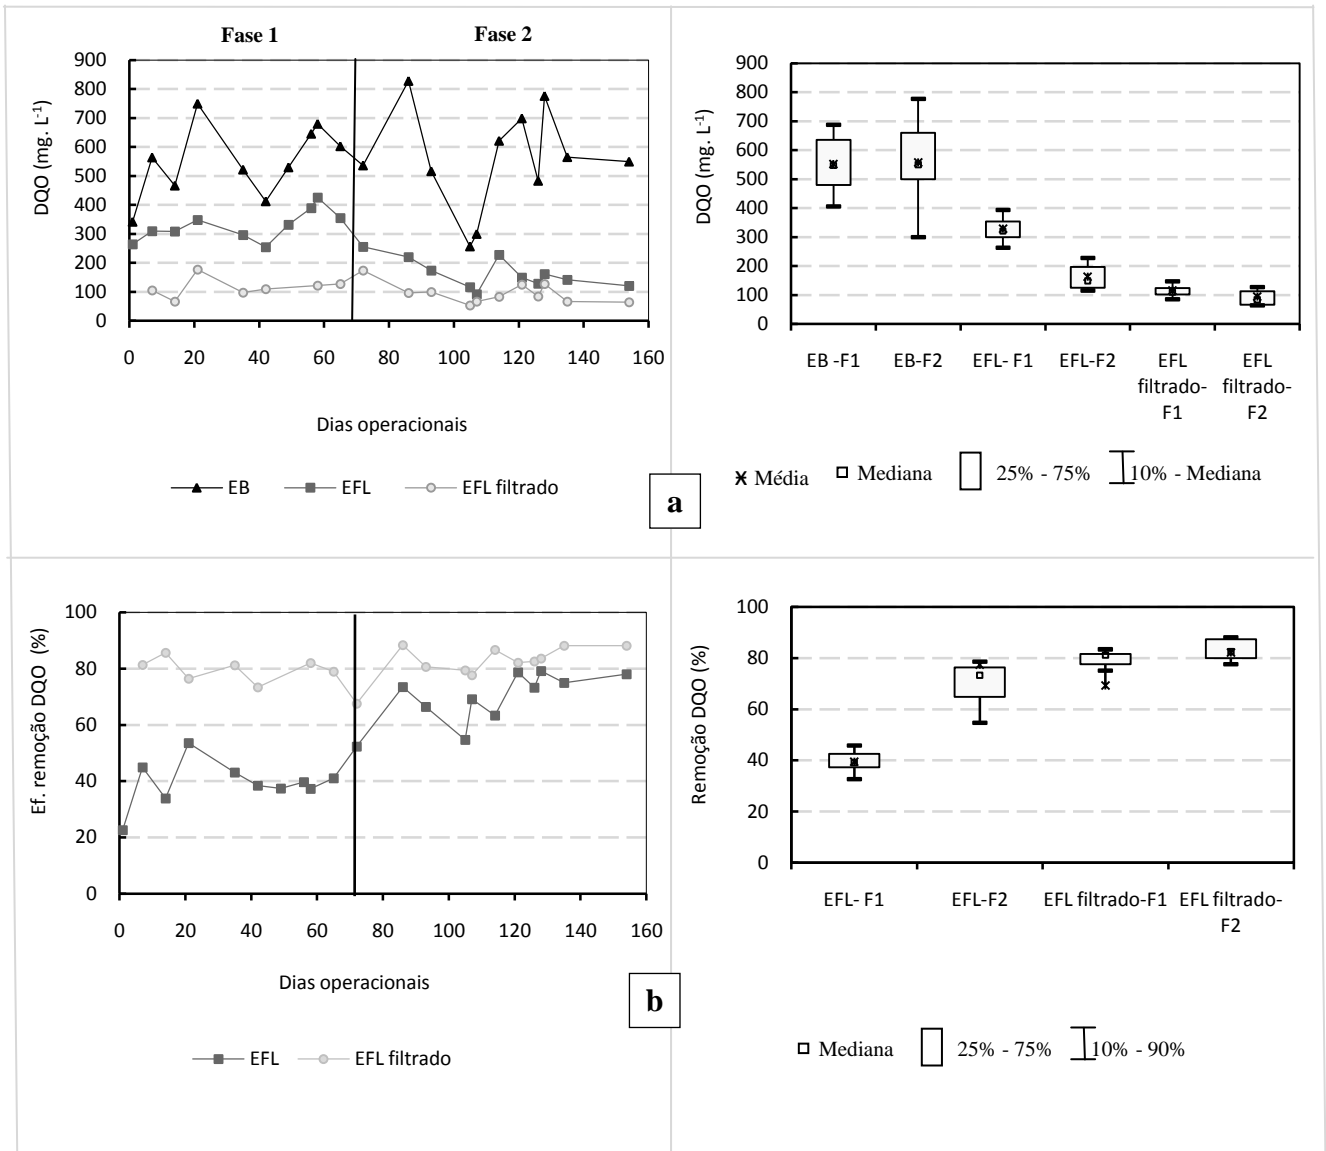 Fase 1
Fase 2
900
800
700
600
500
400
300
200
100
0
DQO (mg. L⁻¹)
0 20 40 60 80 100 120 140 160
Dias operacionais
EB EFL EFL filtrado
900
800
700
600
500
400
300
200
100
0
DQO (mg. L⁻¹)
EB -F1 EB-F2 EFL- F1 EFL-F2 EFL filtrado-F1 EFL filtrado-F2
Média Mediana 25% - 75% 10% - Mediana
a
100
80
60
40
20
0
Ef. remoção DQO (%)
0 20 40 60 80 100 120 140 160
Dias operacionais
EFL EFL filtrado
100
80
60
40
20
0
Remoção DQO (%)
EFL- F1 EFL-F2 EFL filtrado-F1 EFL filtrado-F2
Mediana 25% - 75% 10% - 90%
b